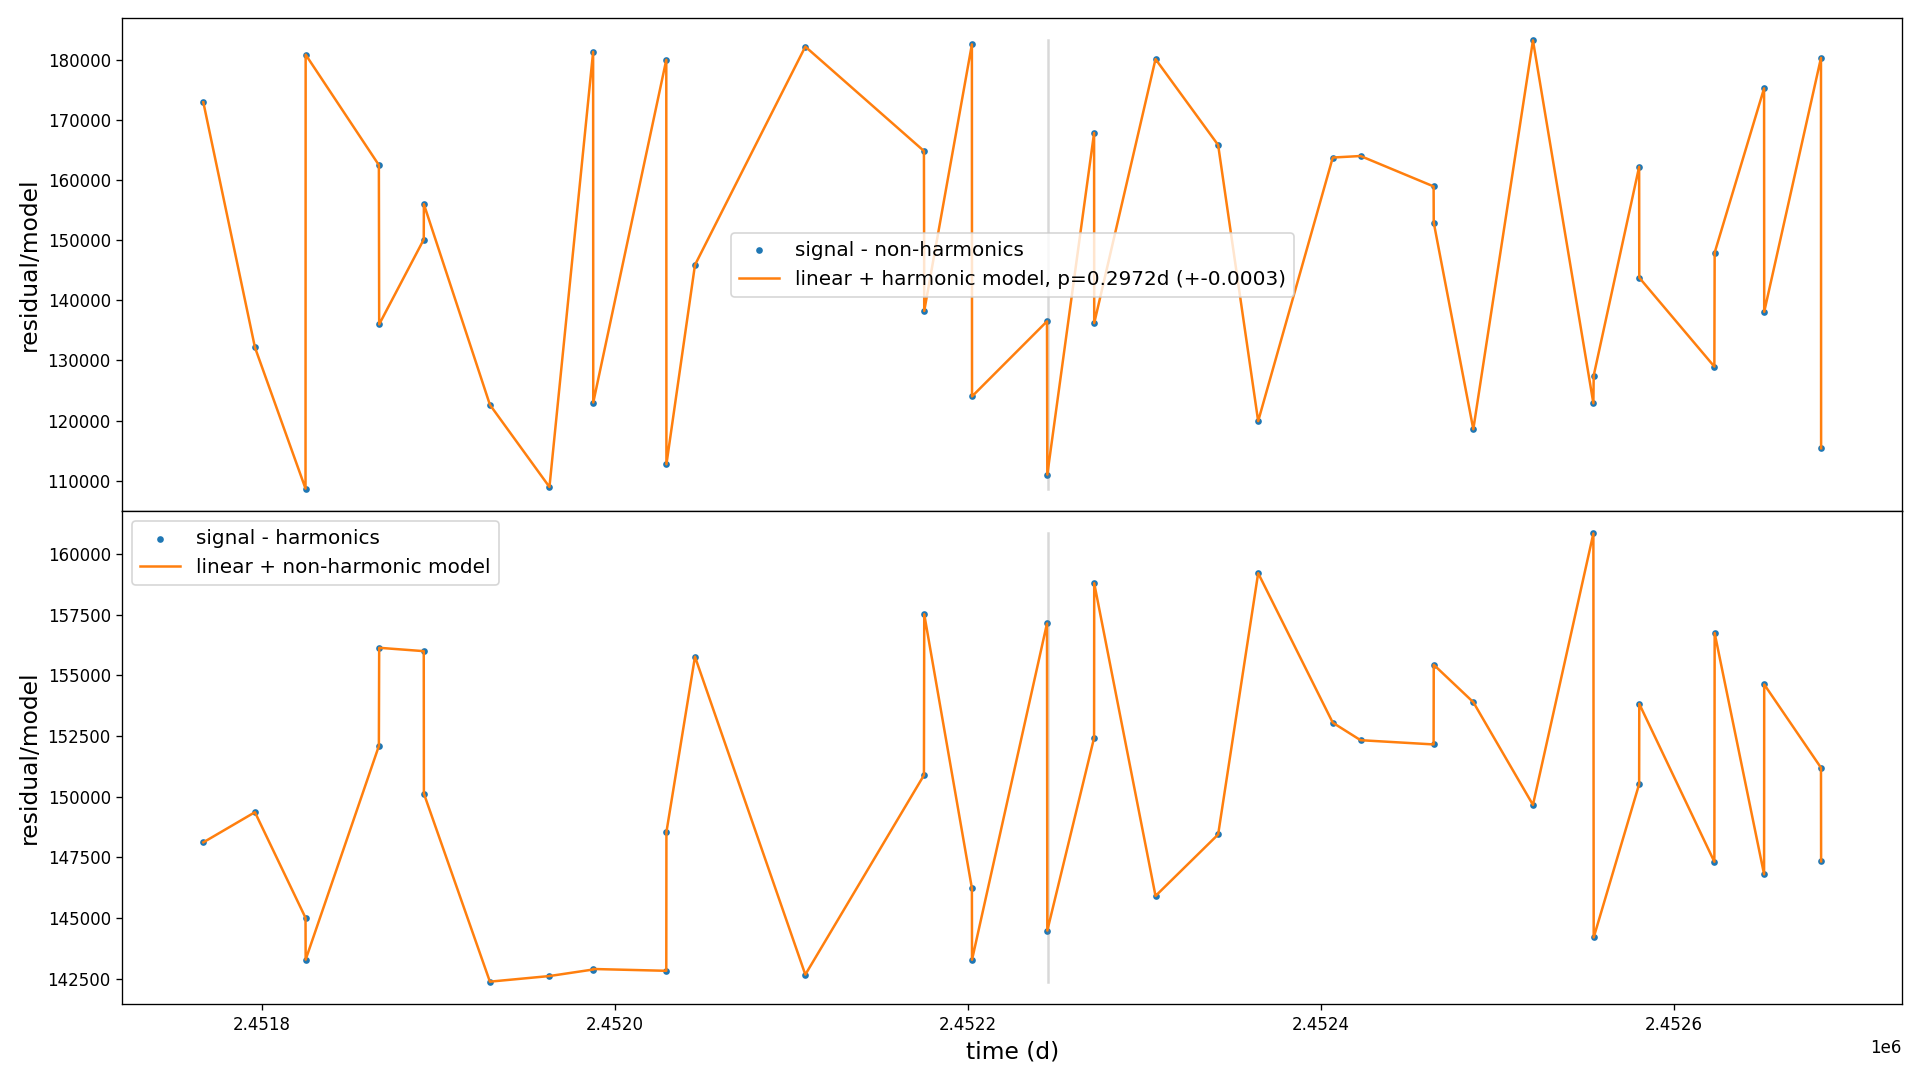 180000
170000
160000
150000
140000
130000
120000
110000
residual/model
signal - non-harmonics
linear + harmonic model, p=0.2972d (+-0.0003)
160000
157500
155000
152500
150000
147500
145000
142500
residual/model
signal - harmonics
linear + non-harmonic model
2.4518 2.4520 2.4522 2.4524 2.4526
time (d)
1e6